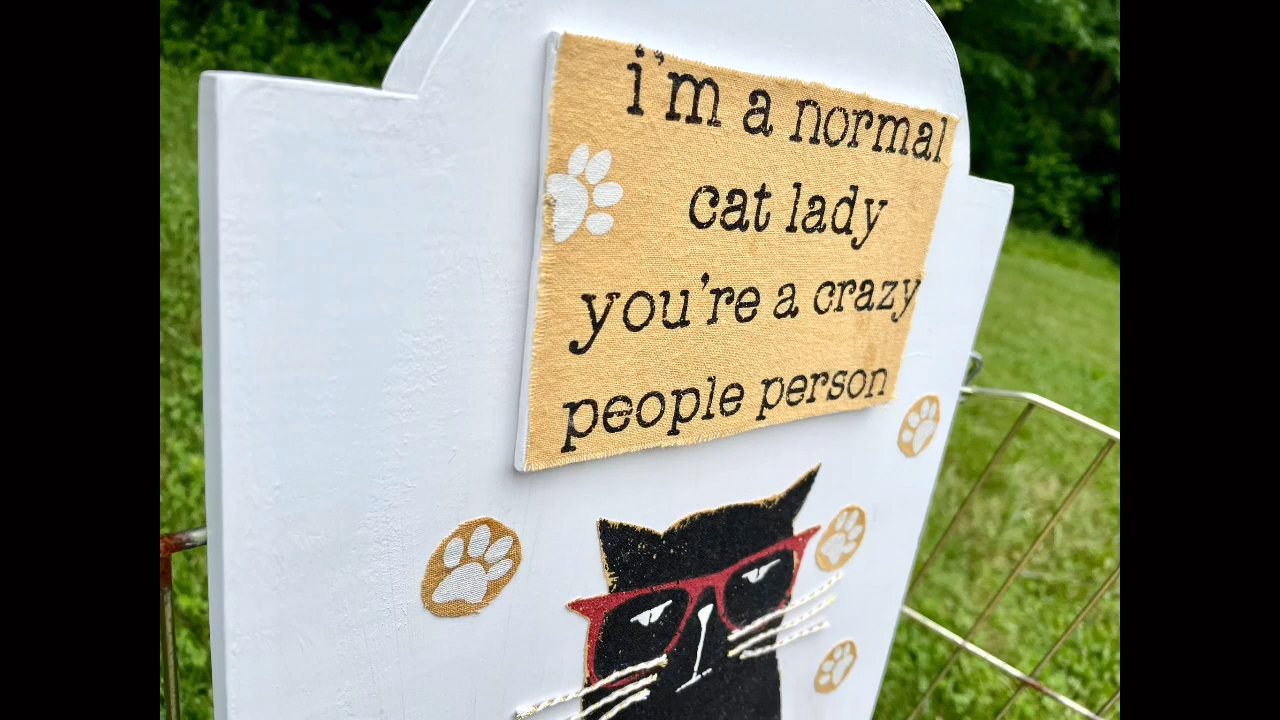 i'm a normal
cat lady
you're a crazy
people person